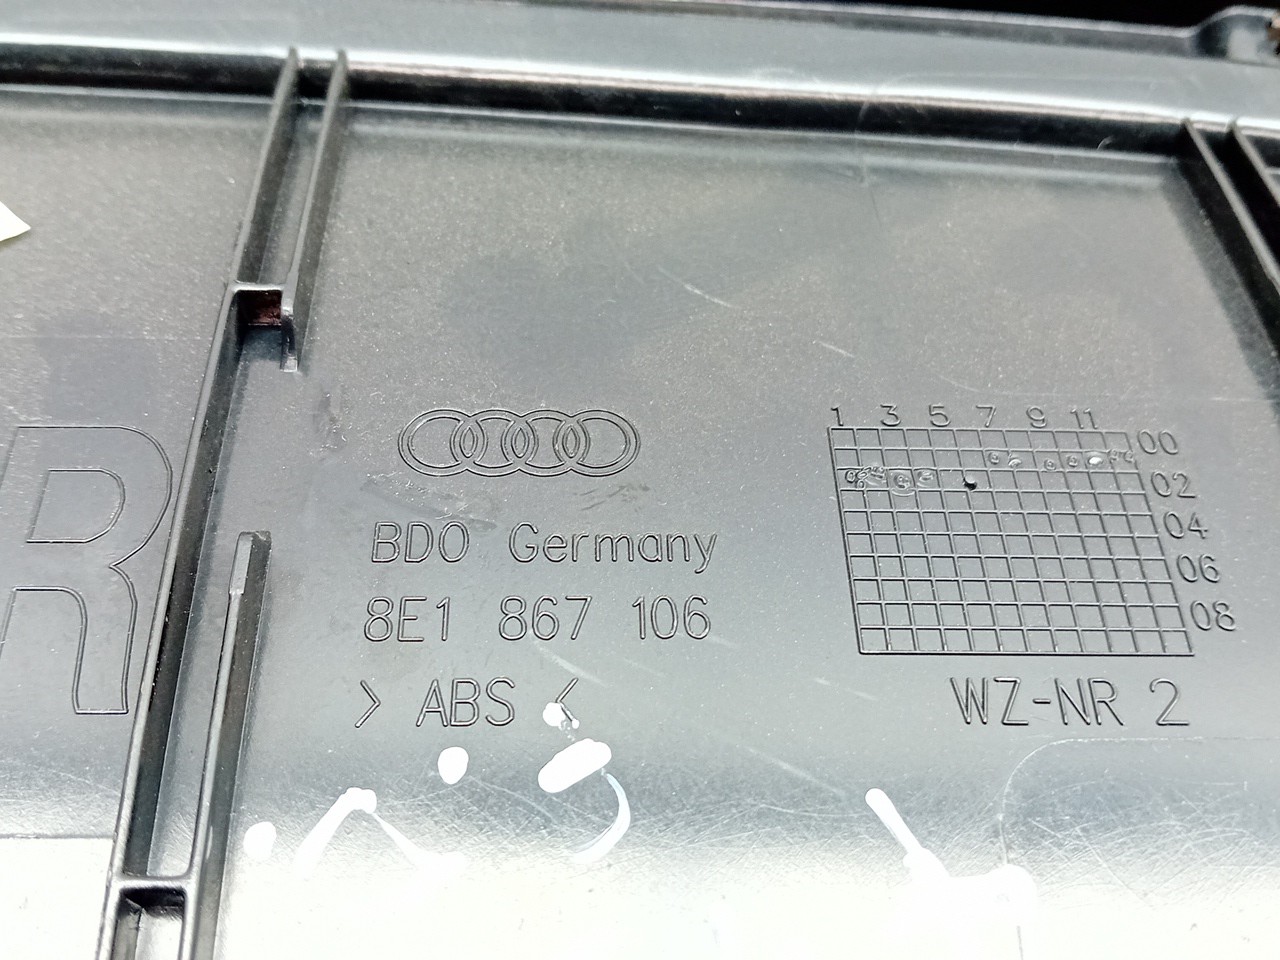 1 3 5 7 9 11
00
02
04
06
08
BDO Germany
8E1 867 106
> ABS <
WZ-NR 2
R